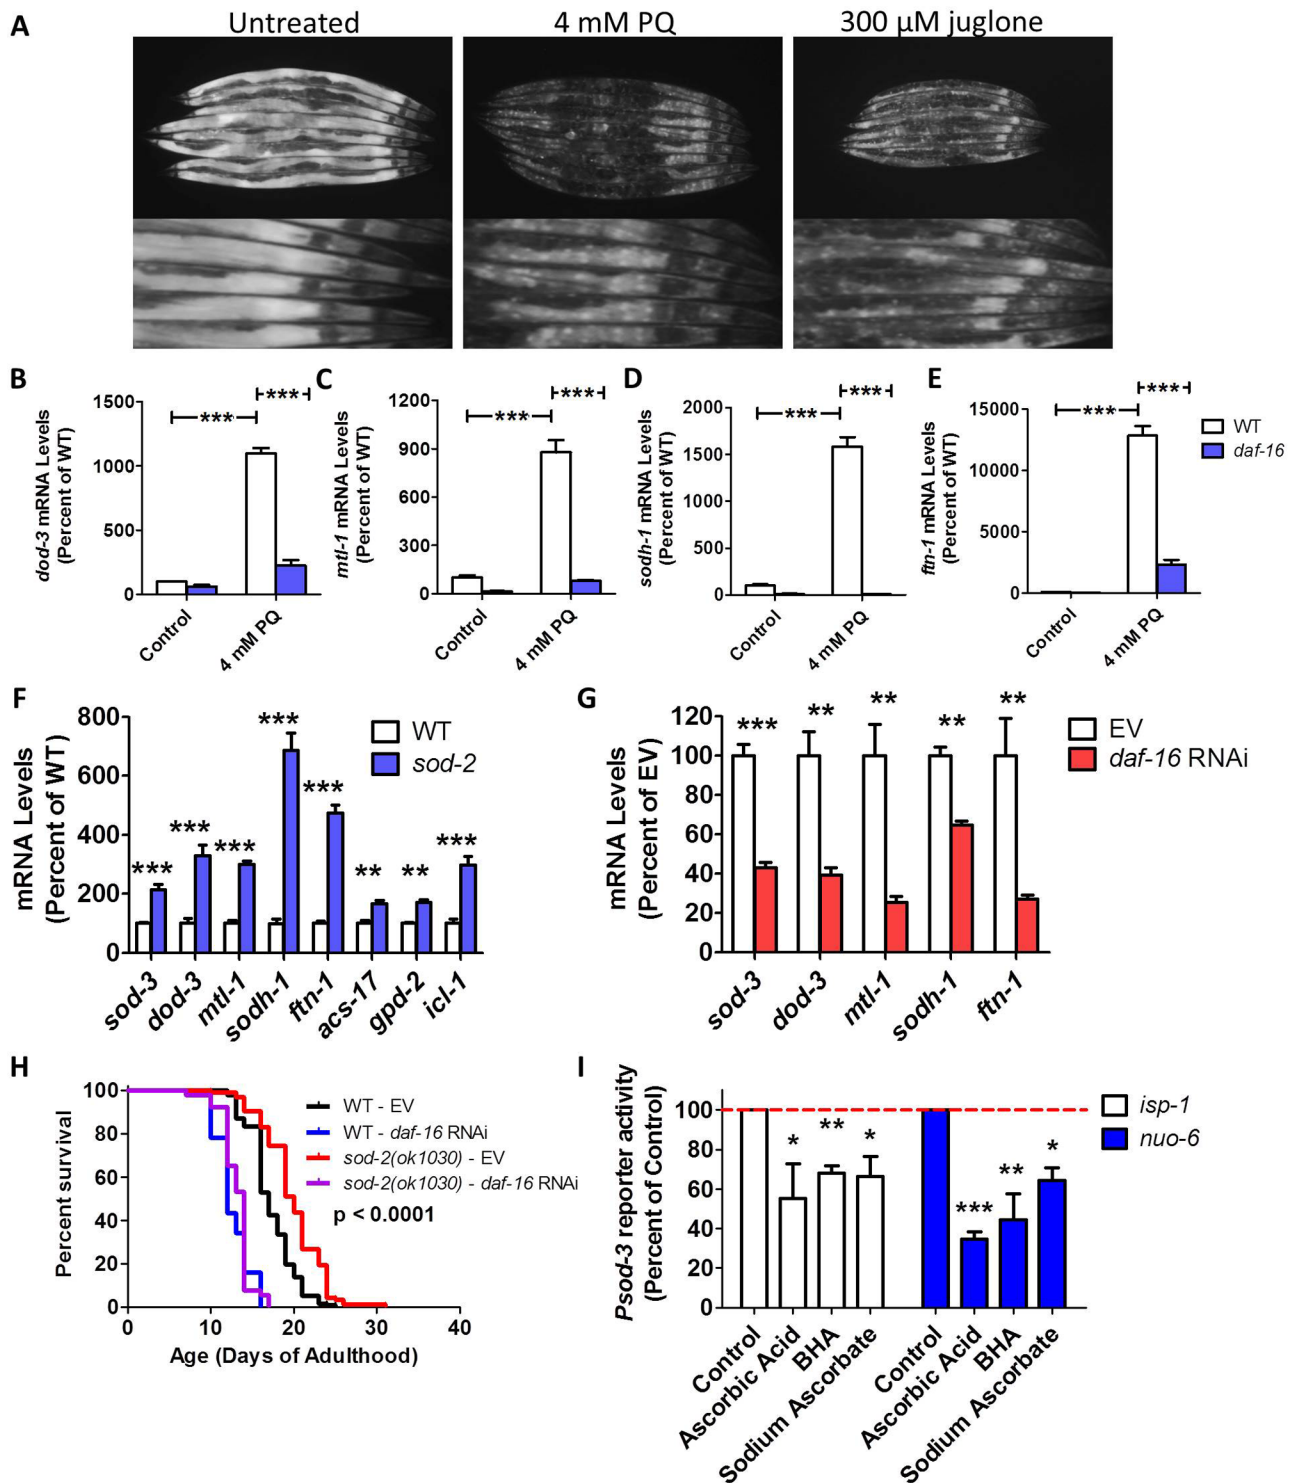 A
Untreated
4 mM PQ
300 µM juglone
B
dod-3 mRNA Levels
(Percent of WT)
1500
1000
500
0
***
***
Control
4 mM PQ
C
mtl-1 mRNA Levels
(Percent of WT)
1200
900
600
300
0
***
***
Control
4 mM PQ
D
sodh-1 mRNA Levels
(Percent of WT)
2000
1500
1000
500
0
***
***
Control
4 mM PQ
E
ftn-1 mRNA Levels
(Percent of WT)
15000
10000
5000
0
***
***
Control
4 mM PQ
WT
daf-16
F
mRNA Levels
(Percent of WT)
800
600
400
200
0
***
***
***
***
***
**
**
***
WT
sod-2
sod-3
dod-3
mtl-1
sodh-1
ftn-1
acs-17
gpd-2
icl-1
G
mRNA Levels
(Percent of EV)
120
100
80
60
40
20
0
***
**
**
**
**
EV
daf-16 RNAi
sod-3
dod-3
mtl-1
sodh-1
ftn-1
H
Percent survival
100
80
60
40
20
0
0
10
20
30
40
Age (Days of Adulthood)
WT - EV
WT - daf-16 RNAi
sod-2(ok1030) - EV
sod-2(ok1030) - daf-16 RNAi
p < 0.0001
I
Psod-3 reporter activity
(Percent of Control)
100
80
60
40
20
0
*
**
*
***
**
*
isp-1
nuo-6
Control
Ascorbic Acid
BHA
Sodium Ascorbate
Control
Ascorbic Acid
BHA
Sodium Ascorbate